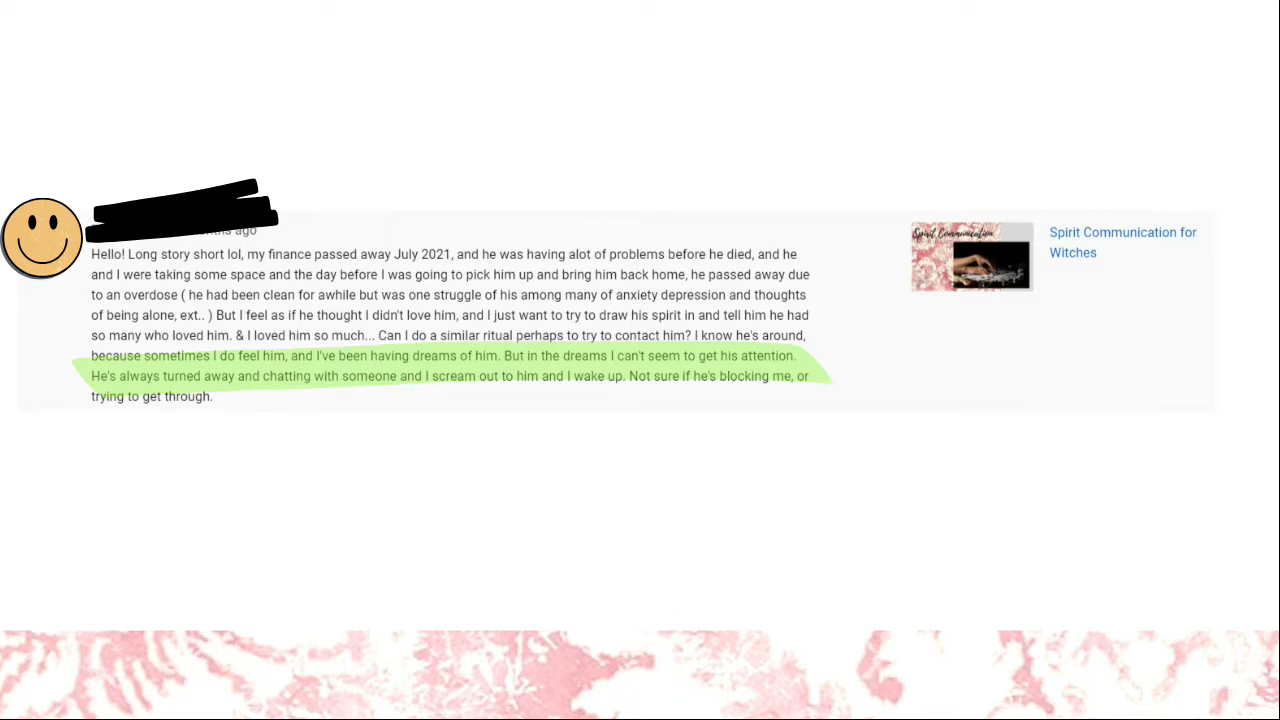 ago
Hello! Long story short lol, my finance passed away July 2021, and he was having alot of problems before he died, and he
and I were taking some space and the day before I was going to pick him up and bring him back home, he passed away due
to an overdose ( he had been clean for awhile but was one struggle of his among many of anxiety depression and thoughts
of being alone, ext.. ) But I feel as if he thought I didn't love him, and I just want to try to draw his spirit in and tell him he had
so many who loved him. & I loved him so much... Can I do a similar ritual perhaps to try to contact him? I know he's around,
because sometimes I do feel him, and I've been having dreams of him. But in the dreams I can't seem to get his attention.
He's always turned away and chatting with someone and I scream out to him and I wake up. Not sure if he's blocking me, or
trying to get through.
Spirit Communication
Spirit Communication for
Witches